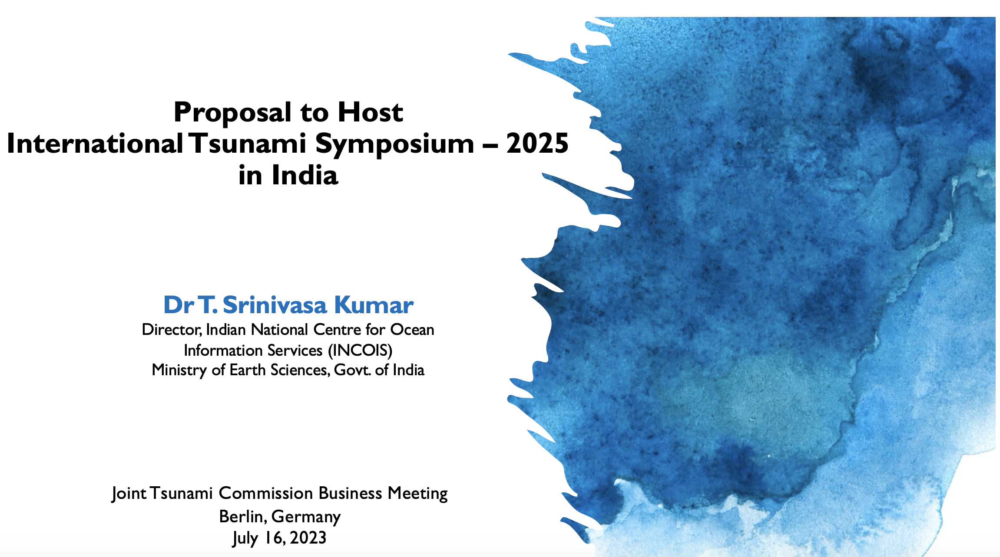 Proposal to Host
International Tsunami Symposium – 2025
in India
Dr T. Srinivasa Kumar
Director, Indian National Centre for Ocean
Information Services (INCOIS)
Ministry of Earth Sciences, Govt. of India
Joint Tsunami Commission Business Meeting
Berlin, Germany
July 16, 2023